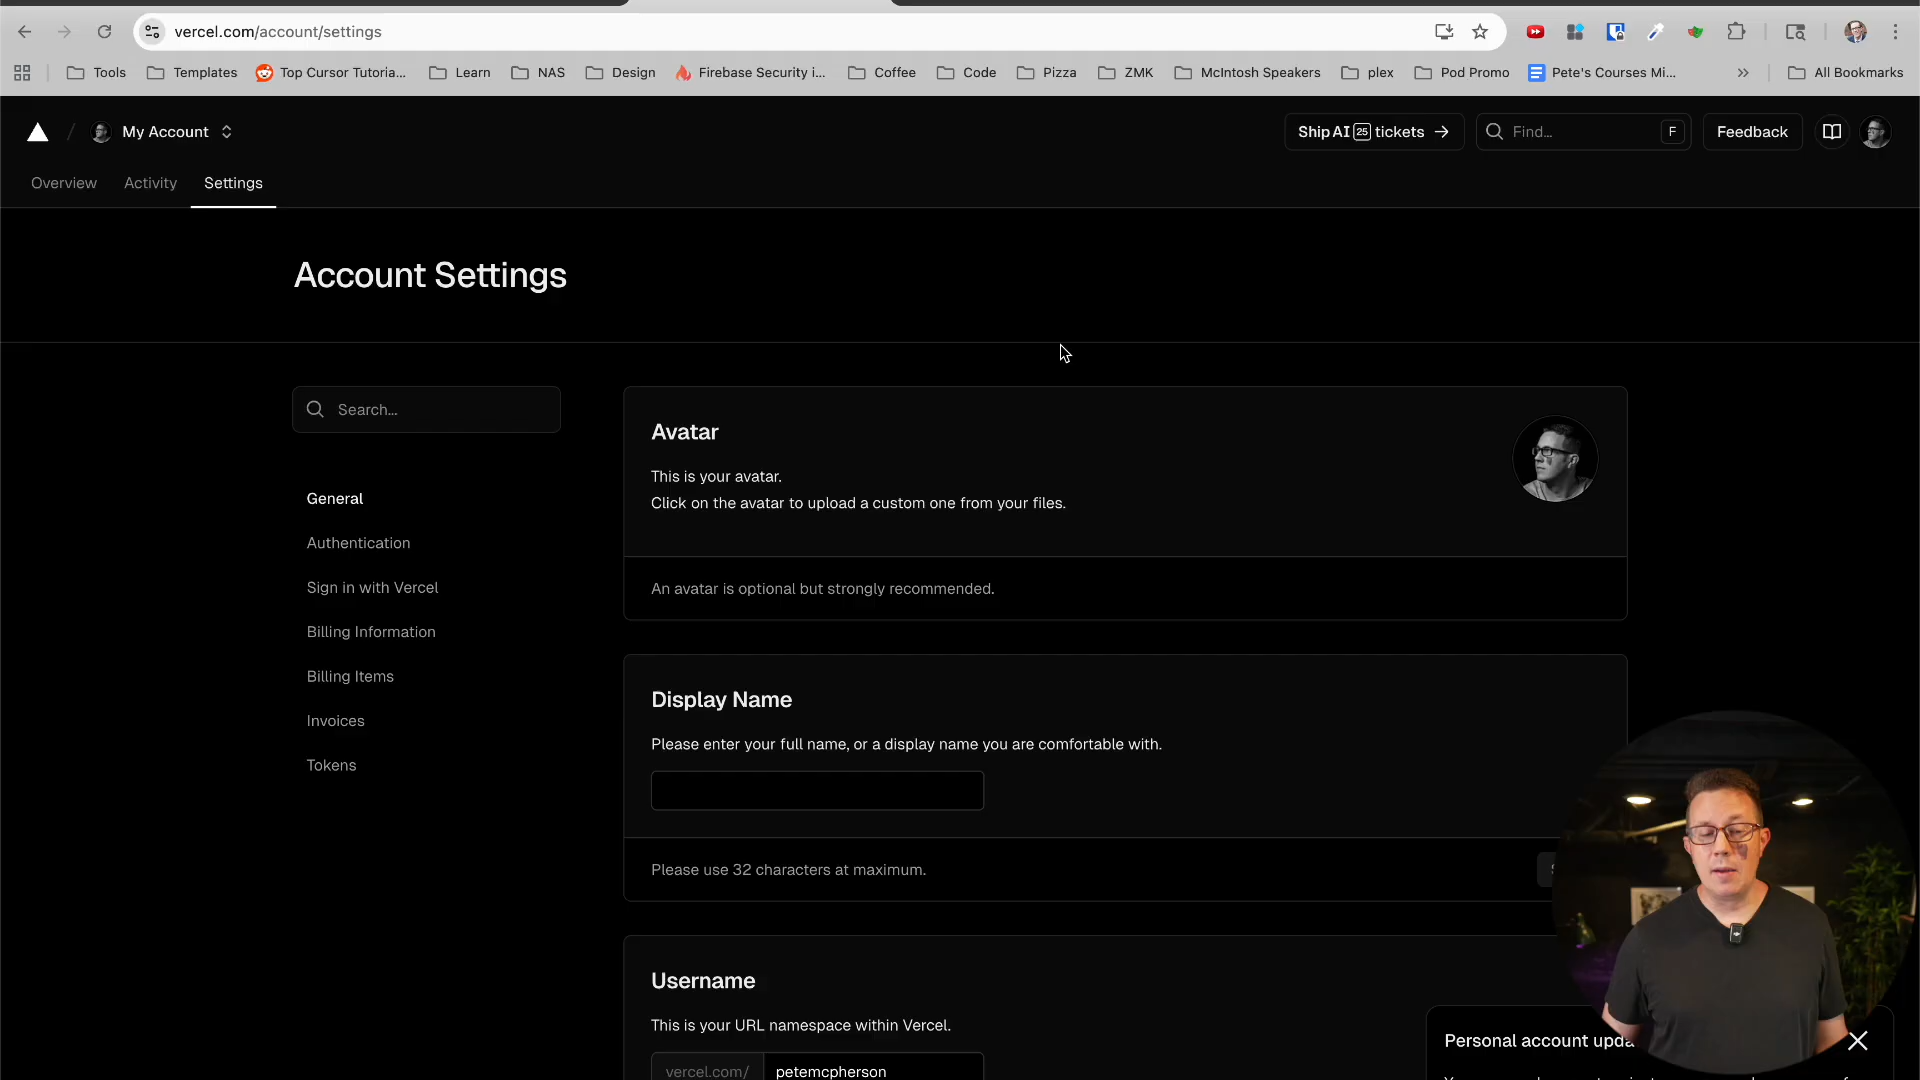 vercel.com/account/settings
Tools
Templates
Top Cursor Tutoria...
Learn
NAS
Design
Firebase Security i...
Coffee
Code
Pizza
ZMK
McIntosh Speakers
plex
Pod Promo
Pete's Courses Mi...
All Bookmarks
My Account
Ship AI 25 tickets →
Find...
F
Feedback
Overview
Activity
Settings
Account Settings
Search...
General
Authentication
Sign in with Vercel
Billing Information
Billing Items
Invoices
Tokens
Avatar
This is your avatar.
Click on the avatar to upload a custom one from your files.
An avatar is optional but strongly recommended.
Display Name
Please enter your full name, or a display name you are comfortable with.
Please use 32 characters at maximum.
Username
This is your URL namespace within Vercel.
vercel.com/
petemcpherson
Personal account upda